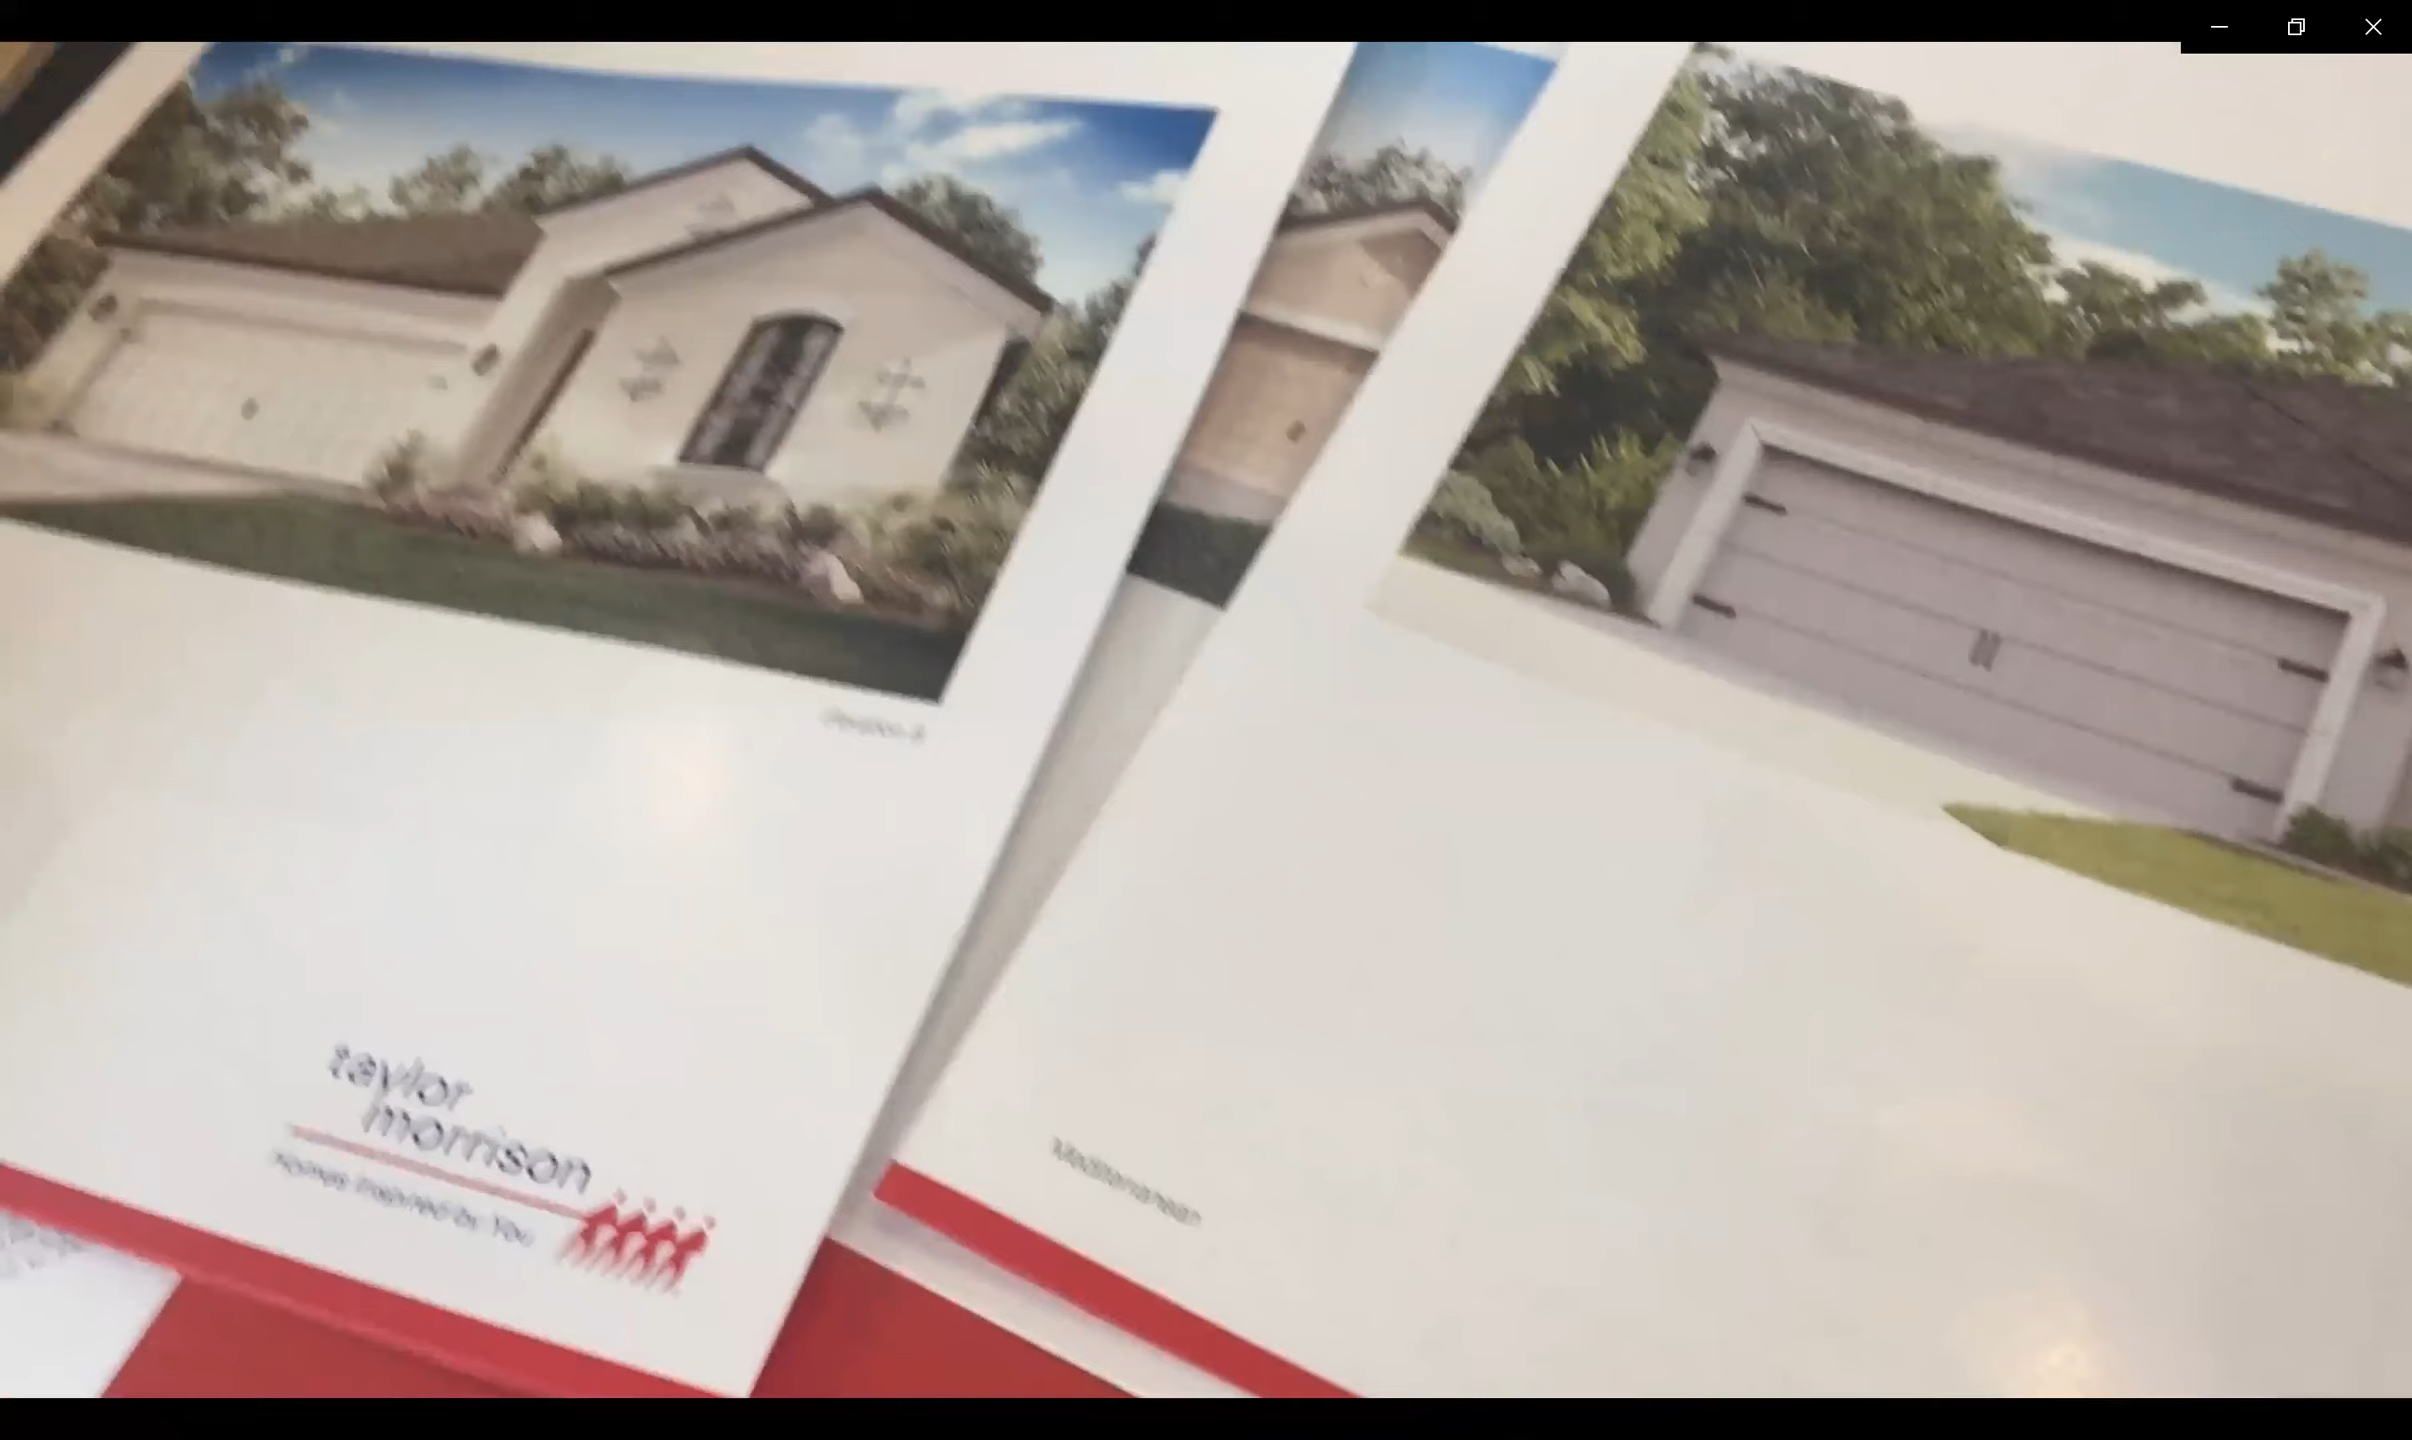 taylor
morrison
Homes Inspired by You
Mediterranean